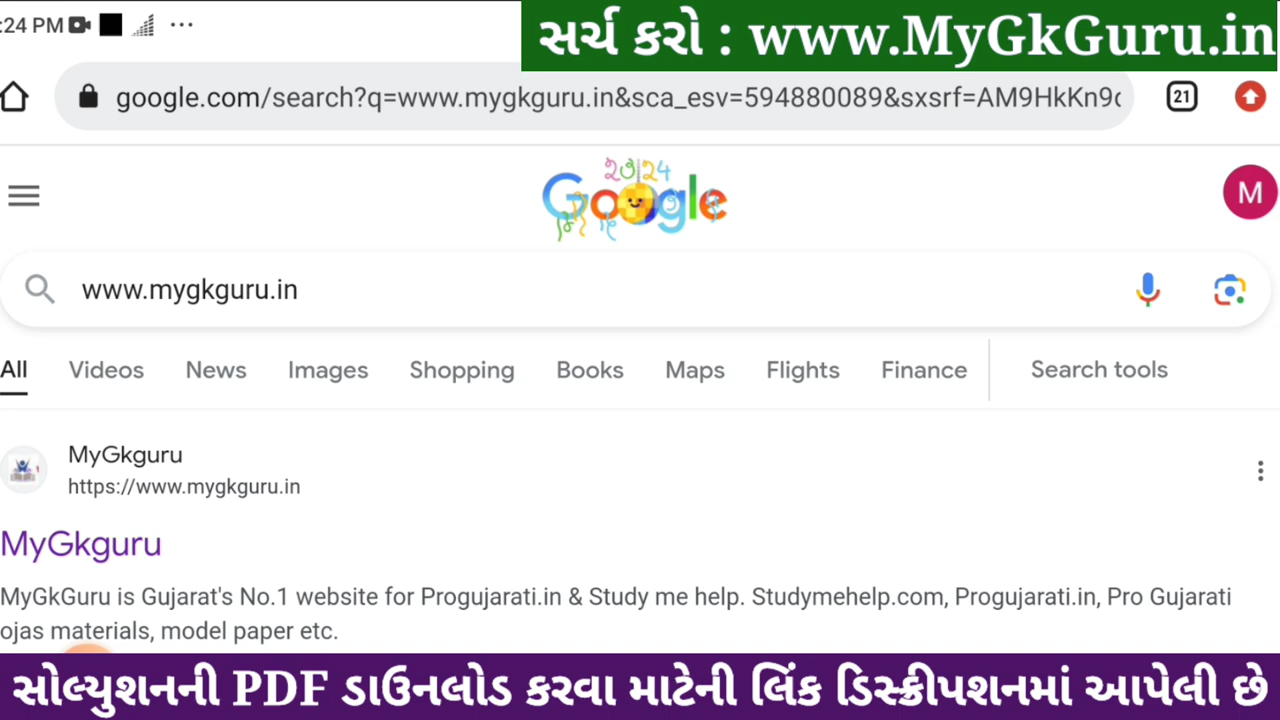 :24 PM
સર્ચ કરો : www.MyGkGuru.in
google.com/search?q=www.mygkguru.in&sca_esv=594880089&sxsrf=AM9HkKn9c
21
Google
M
www.mygkguru.in
All Videos News Images Shopping Books Maps Flights Finance Search tools
MyGkguru
https://www.mygkguru.in
MyGkguru
MyGkGuru is Gujarat's No.1 website for Progujarati.in & Study me help. Studymehelp.com, Progujarati.in, Pro Gujarati
ojas materials, model paper etc.
સોલ્યુશનની PDF ડાઉનલોડ કરવા માટેની લિંક ડિસ્ક્રીપશનમાં આપેલી છે